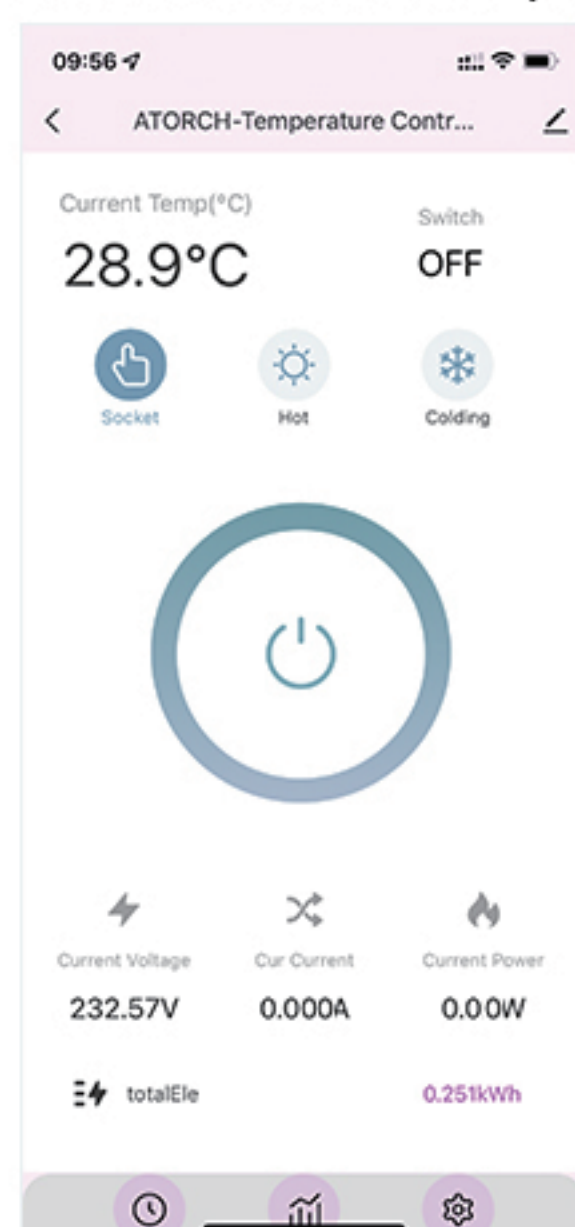 09:56
ATORCH-Temperature Contr...
Current Temp(°C)
Switch
28.9°C
OFF
Socket
Hot
Colding
Current Voltage
Cur Current
Current Power
232.57V
0.000A
0.00W
totalEle
0.251kWh